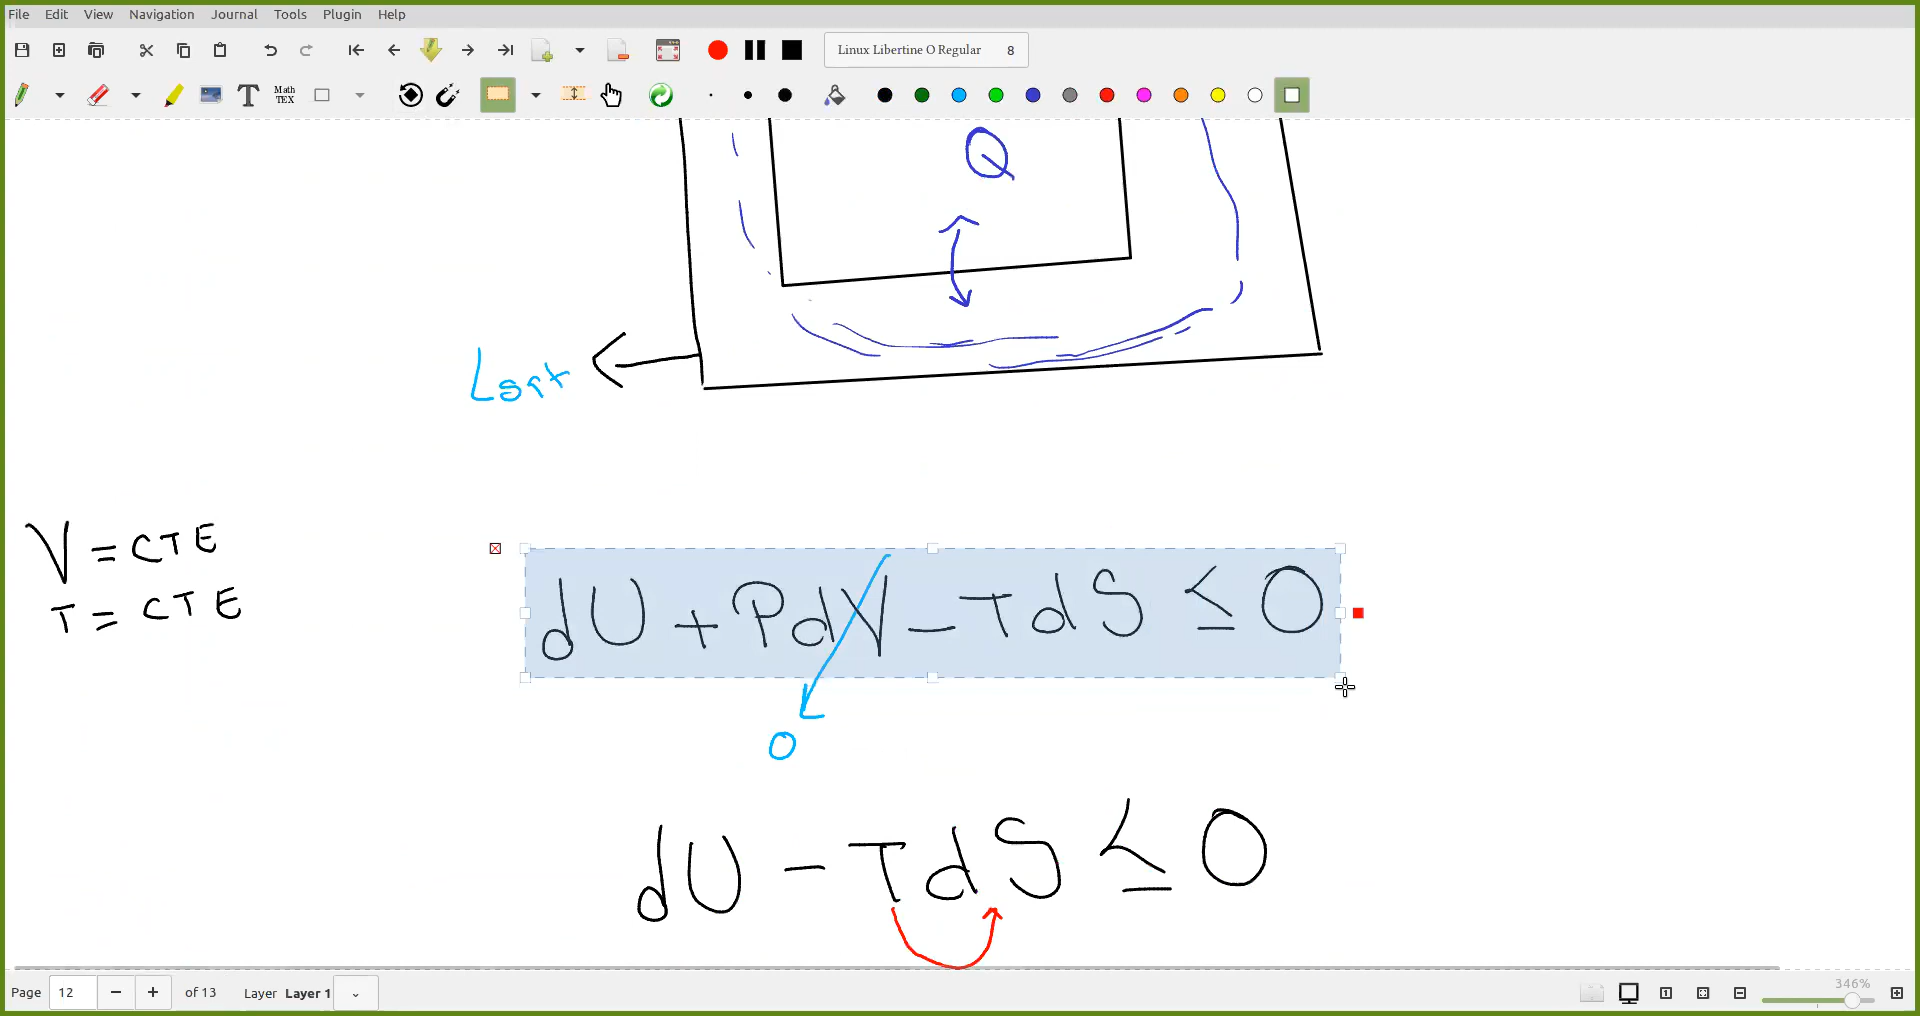 File Edit View Navigation Journal Tools Plugin Help
Linux Libertine O Regular 8
T Math TEX
Q
V = CTE
T = CTE
dU + PdV - TdS ≤ 0
0
dU - TdS ≤ 0
Page 12 of 13 Layer Layer 1
346%